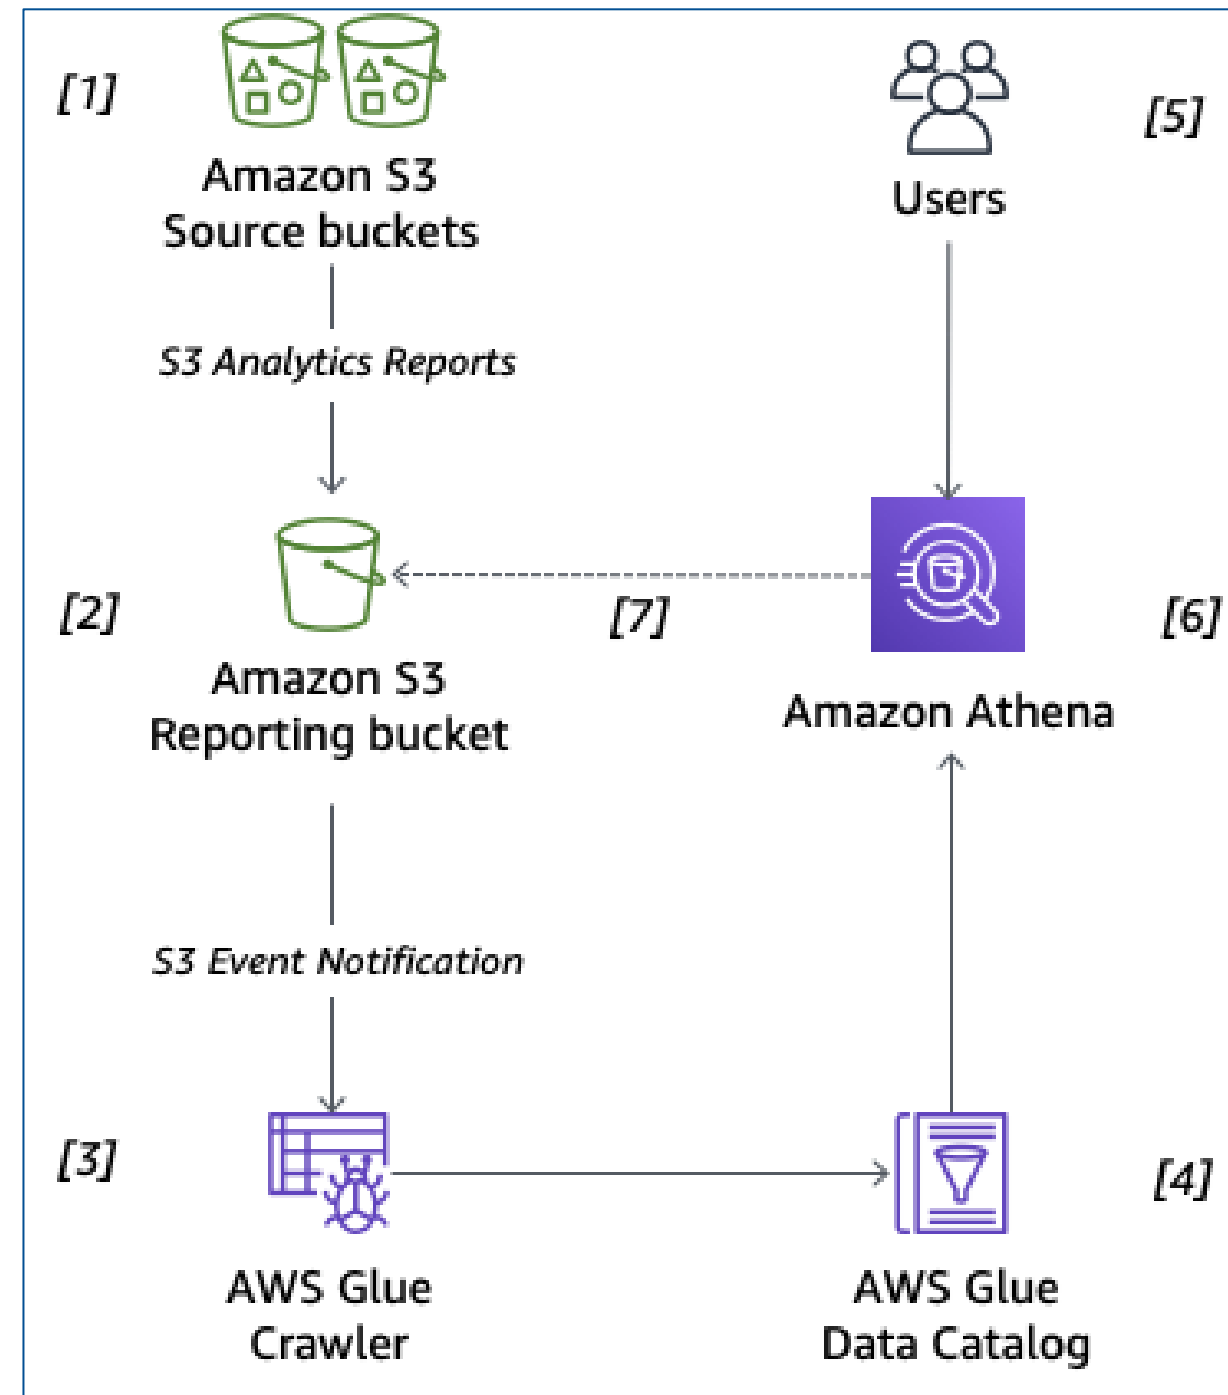 [1]
Amazon S3
Source buckets
S3 Analytics Reports
[2]
Amazon S3
Reporting bucket
S3 Event Notification
[3]
AWS Glue
Crawler
[4]
AWS Glue
Data Catalog
[5]
Users
[6]
Amazon Athena
[7]